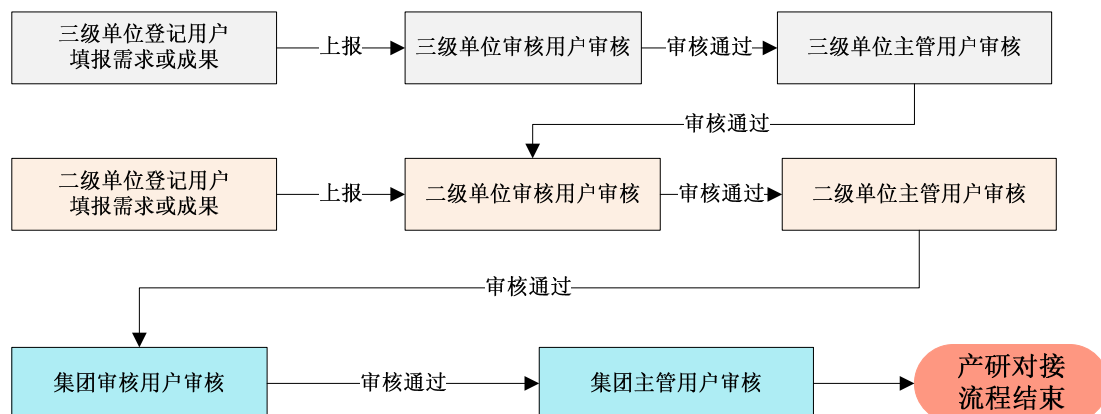 三级单位登记用户
填报需求或成果
上报
三级单位审核用户审核
审核通过
三级单位主管用户审核
审核通过
二级单位登记用户
填报需求或成果
上报
二级单位审核用户审核
审核通过
二级单位主管用户审核
审核通过
集团审核用户审核
审核通过
集团主管用户审核
产研对接
流程结束